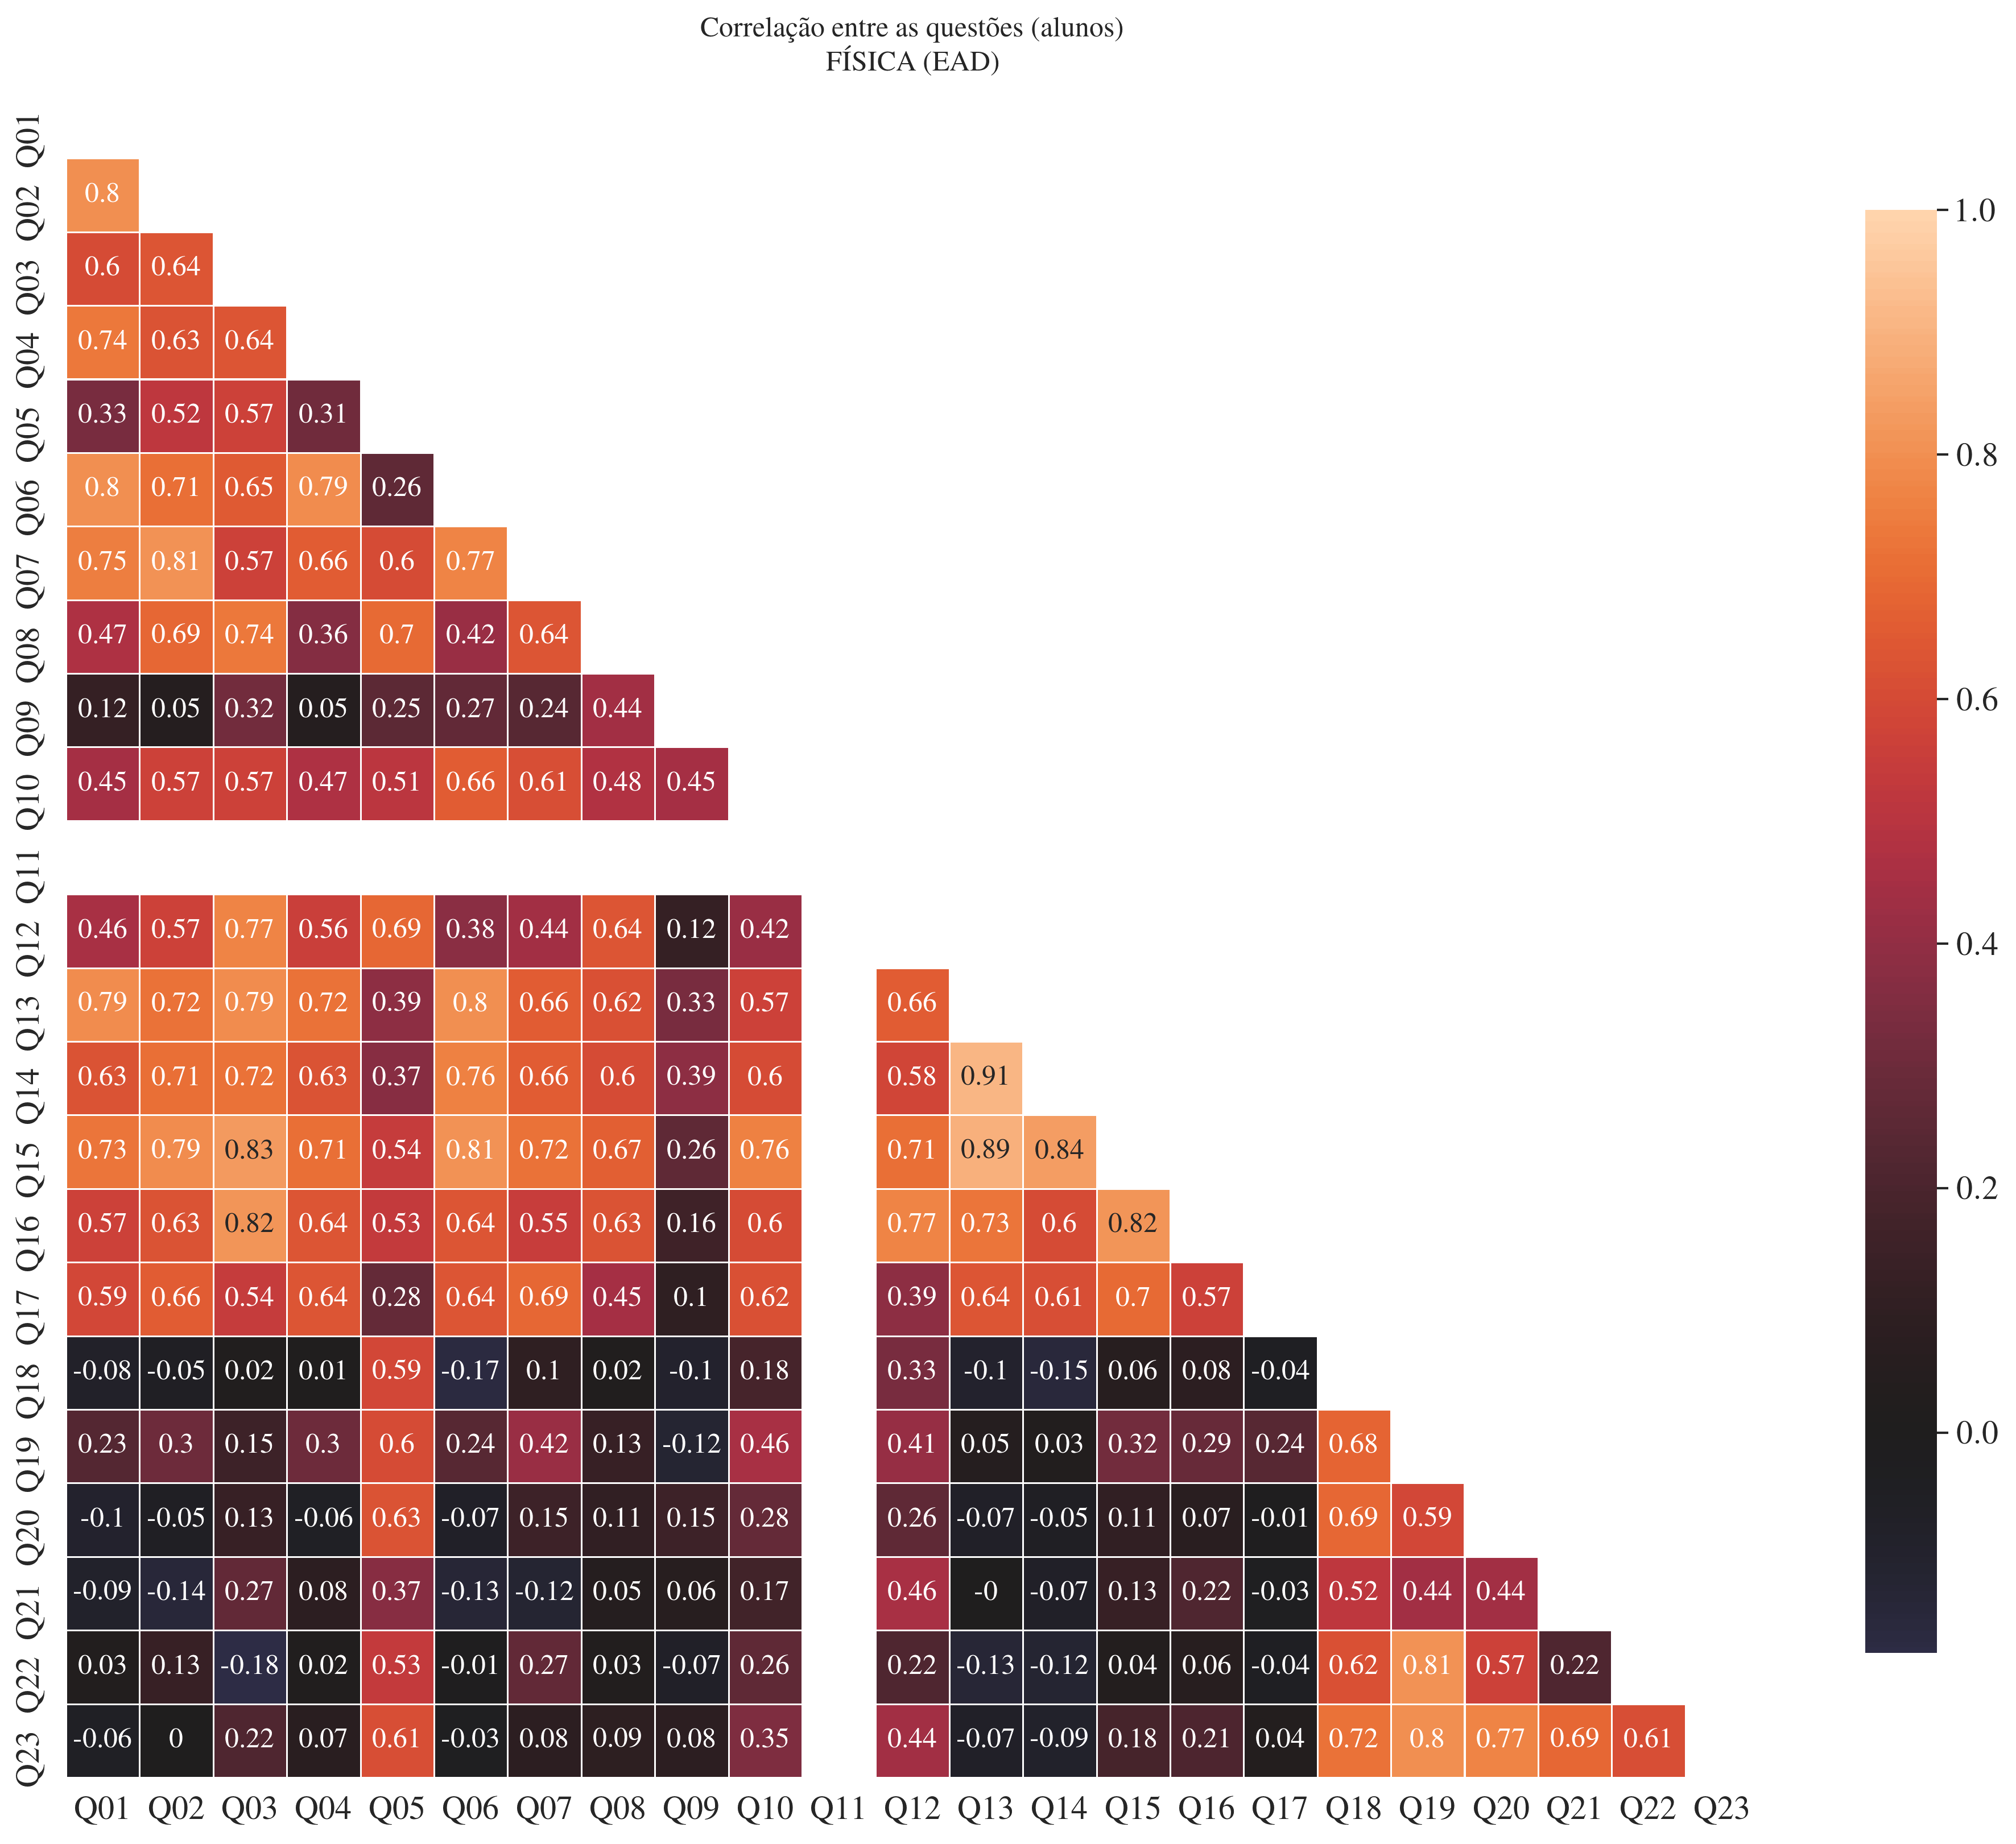 Correlação entre as questões (alunos)
FÍSICA (EAD)
Q01
Q02 0.8
Q03 0.6 0.64
Q04 0.74 0.63 0.64
Q05 0.33 0.52 0.57 0.31
Q06 0.8 0.71 0.65 0.79 0.26
Q07 0.75 0.81 0.57 0.66 0.6 0.77
Q08 0.47 0.69 0.74 0.36 0.7 0.42 0.64
Q09 0.12 0.05 0.32 0.05 0.25 0.27 0.24 0.44
Q10 0.45 0.57 0.57 0.47 0.51 0.66 0.61 0.48 0.45
Q11
Q12 0.46 0.57 0.77 0.56 0.69 0.38 0.44 0.64 0.12 0.42
Q13 0.79 0.72 0.79 0.72 0.39 0.8 0.66 0.62 0.33 0.57 0.66
Q14 0.63 0.71 0.72 0.63 0.37 0.76 0.66 0.6 0.39 0.6 0.58 0.91
Q15 0.73 0.79 0.83 0.71 0.54 0.81 0.72 0.67 0.26 0.76 0.71 0.89 0.84
Q16 0.57 0.63 0.82 0.64 0.53 0.64 0.55 0.63 0.16 0.6 0.77 0.73 0.6 0.82
Q17 0.59 0.66 0.54 0.64 0.28 0.64 0.69 0.45 0.1 0.62 0.39 0.64 0.61 0.7 0.57
Q18 -0.08 -0.05 0.02 0.01 0.59 -0.17 0.1 0.02 -0.1 0.18 0.33 -0.1 -0.15 0.06 0.08 -0.04
Q19 0.23 0.3 0.15 0.3 0.6 0.24 0.42 0.13 -0.12 0.46 0.41 0.05 0.03 0.32 0.29 0.24 0.68
Q20 -0.1 -0.05 0.13 -0.06 0.63 -0.07 0.15 0.11 0.15 0.28 0.26 -0.07 -0.05 0.11 0.07 -0.01 0.69 0.59
Q21 -0.09 -0.14 0.27 0.08 0.37 -0.13 -0.12 0.05 0.06 0.17 0.46 -0 -0.07 0.13 0.22 -0.03 0.52 0.44 0.44
Q22 0.03 0.13 -0.18 0.02 0.53 -0.01 0.27 0.03 -0.07 0.26 0.22 -0.13 -0.12 0.04 0.06 -0.04 0.62 0.81 0.57 0.22
Q23 -0.06 0 0.22 0.07 0.61 -0.03 0.08 0.09 0.08 0.35 0.44 -0.07 -0.09 0.18 0.21 0.04 0.72 0.8 0.77 0.69 0.61
Q01 Q02 Q03 Q04 Q05 Q06 Q07 Q08 Q09 Q10 Q11 Q12 Q13 Q14 Q15 Q16 Q17 Q18 Q19 Q20 Q21 Q22 Q23
1.0
0.8
0.6
0.4
0.2
0.0